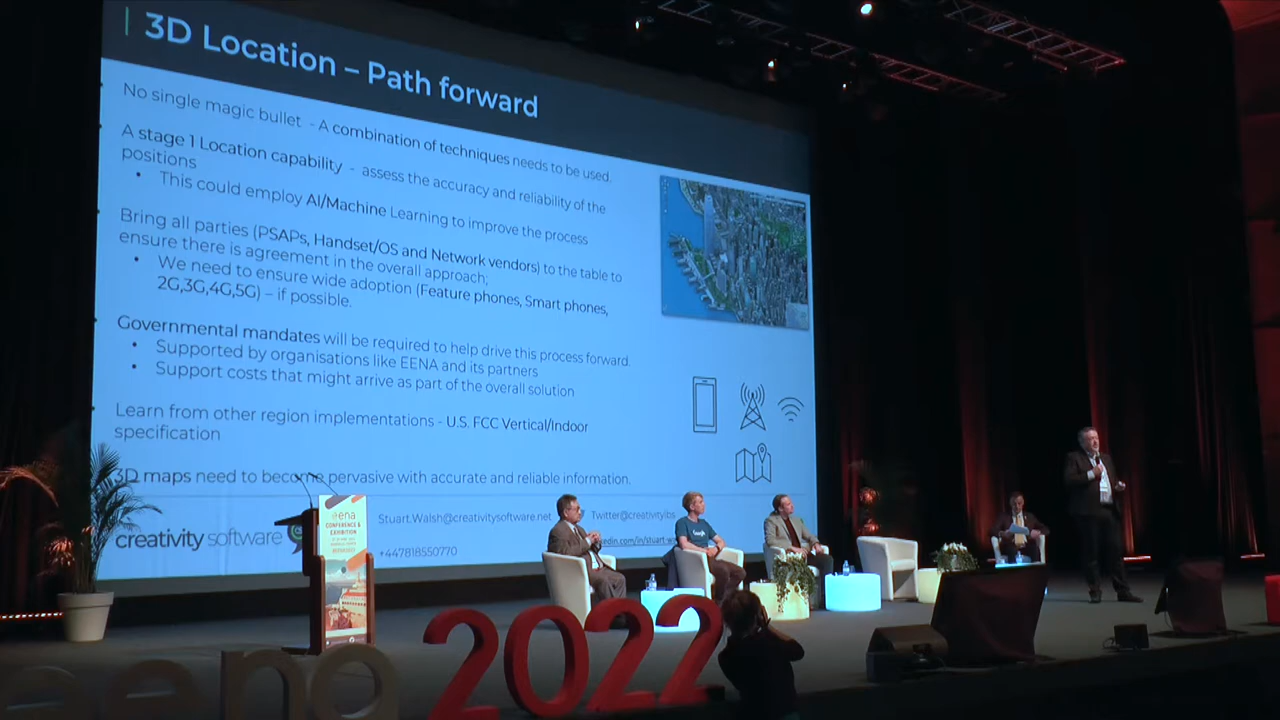 3D Location – Path forward
No single magic bullet - A combination of techniques needs to be used.
A stage 1 Location capability - assess the accuracy and reliability of the
positions
• This could employ AI/Machine Learning to improve the process
Bring all parties (PSAPs, Handset/OS and Network vendors) to the table to
ensure there is agreement in the overall approach;
• We need to ensure wide adoption (Feature phones, Smart phones,
2G,3G,4G,5G) – if possible.
Governmental mandates will be required to help drive this process forward.
• Supported by organisations like EENA and its partners
• Support costs that might arrive as part of the overall solution
Learn from other region implementations - U.S. FCC Vertical/Indoor
specification
3D maps need to become pervasive with accurate and reliable information.
creativity software
Stuart.Walsh@creativitysoftware.net
Twitter@creativitylbs
+447818550770
eena
CONFERENCE &
EXHIBITION
Google
eena 2022